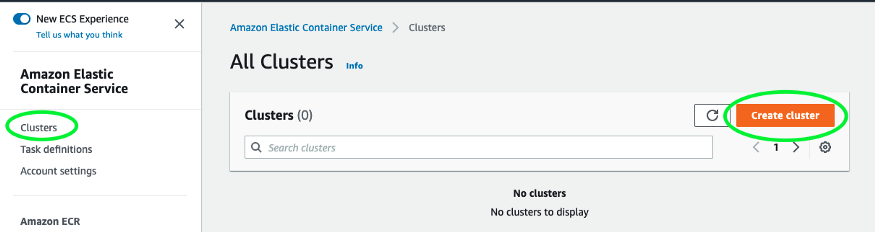 New ECS Experience
Tell us what you think
Amazon Elastic
Container Service
Clusters
Task definitions
Account settings
Amazon ECR
Amazon Elastic Container Service > Clusters
All Clusters Info
Clusters (0)
Create cluster
Search clusters
< 1 >
No clusters
No clusters to display